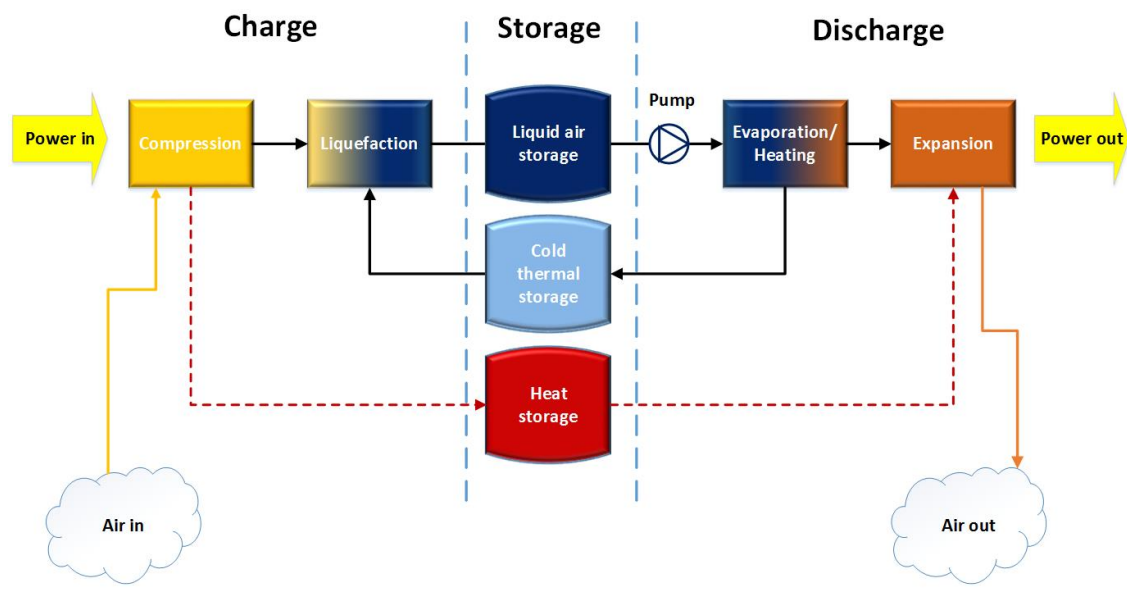 Charge
Storage
Discharge
Power in
Compression
Liquefaction
Liquid air
storage
Pump
Evaporation/
Heating
Expansion
Power out
Cold
thermal
storage
Heat
storage
Air in
Air out